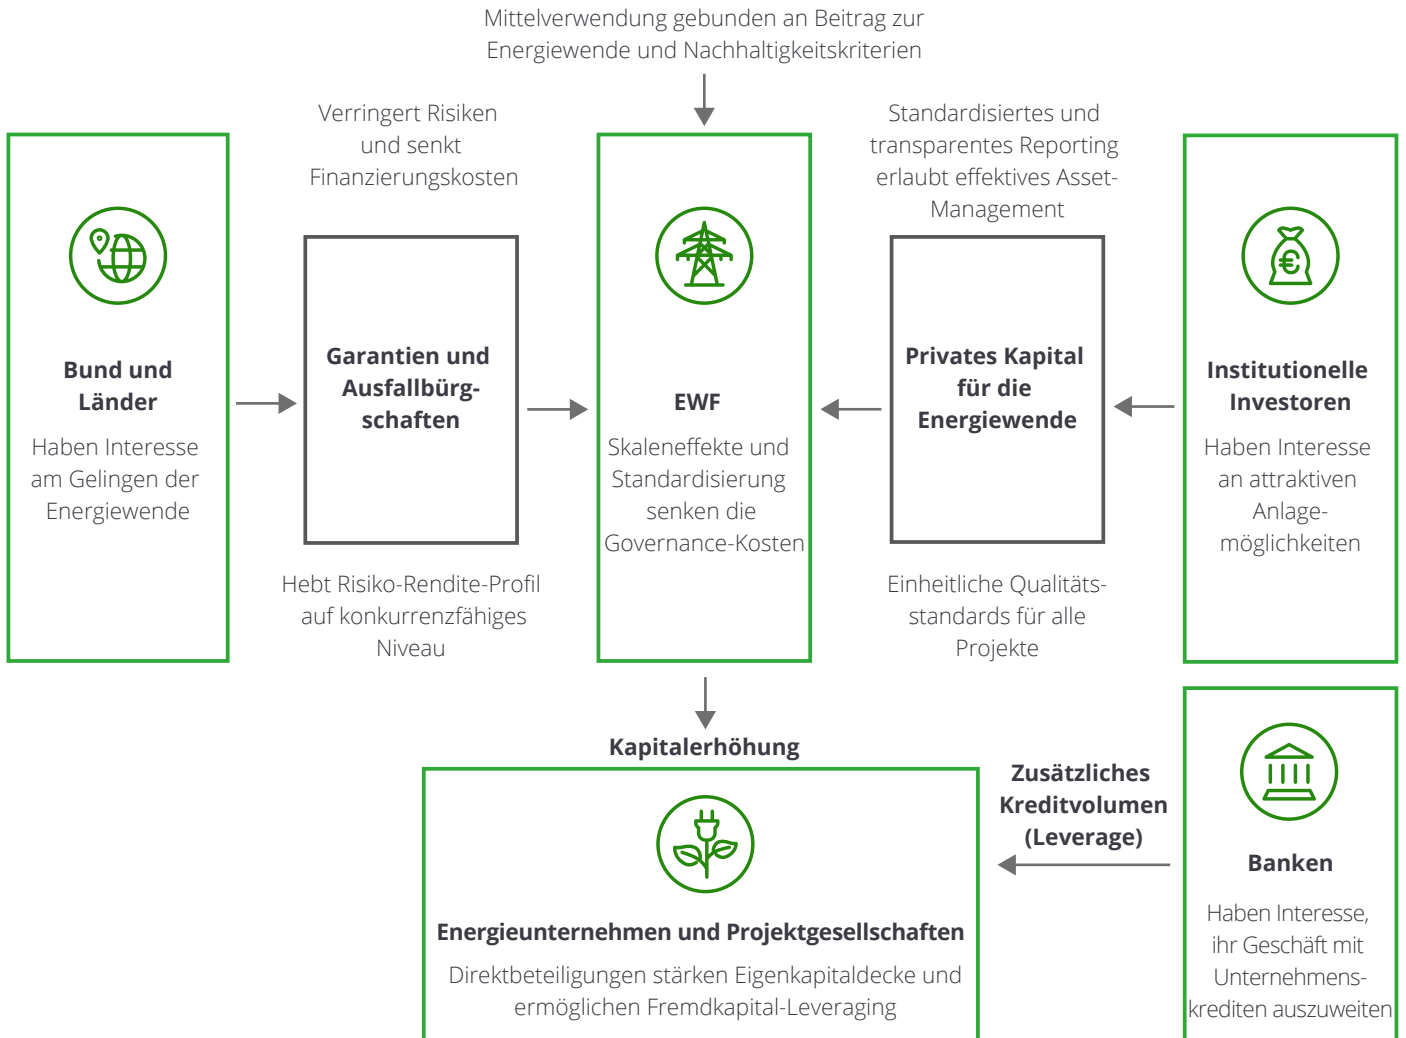 Mittelverwendung gebunden an Beitrag zur
Energiewende und Nachhaltigkeitskriterien
Bund und
Länder
Haben Interesse
am Gelingen der
Energiewende
Verringert Risiken
und senkt
Finanzierungskosten
Garantien und
Ausfallbürg-
schaften
Hebt Risiko-Rendite-Profil
auf konkurrenzfähiges
Niveau
EWF
Skaleneffekte und
Standardisierung
senken die
Governance-Kosten
Standardisiertes und
transparentes Reporting
erlaubt effektives Asset-
Management
Privates Kapital
für die
Energiewende
Einheitliche Qualitäts-
standards für alle
Projekte
€
Institutionelle
Investoren
Haben Interesse
an attraktiven
Anlage-
möglichkeiten
Kapitalerhöhung
Energieunternehmen und Projektgesellschaften
Direktbeteiligungen stärken Eigenkapitaldecke und
ermöglichen Fremdkapital-Leveraging
Zusätzliches
Kreditvolumen
(Leverage)
Banken
Haben Interesse,
ihr Geschäft mit
Unternehmens-
krediten auszuweiten